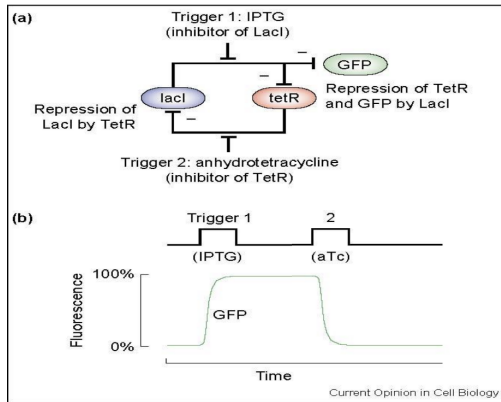 (a)
Trigger 1: IPTG
(inhibitor of LacI)
–
GFP
–
lacI
tetR
Repression of
LacI by TetR
–
Repression of TetR
and GFP by LacI
Trigger 2: anhydrotetracycline
(inhibitor of TetR)
(b)
Trigger 1
2
(IPTG)
(aTc)
100%
Fluorescence
GFP
0%
Time
Current Opinion in Cell Biology